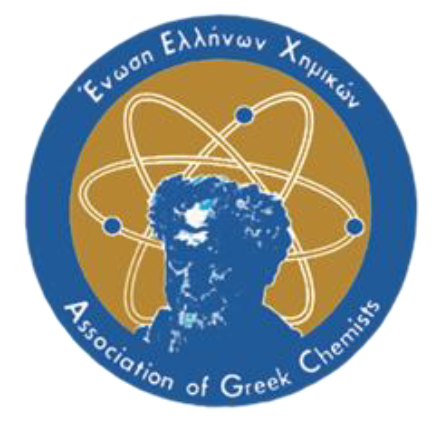 Ένωση Ελλήνων Χημικών
Association of Greek Chemists